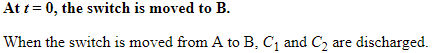 At t = 0, the switch is moved to B.
When the switch is moved from A to B, C₁ and C₂ are discharged.